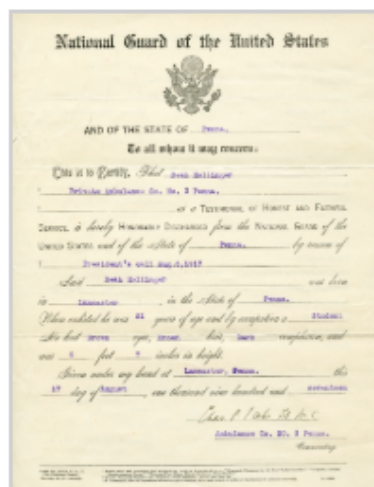 National Guard of the United States
AND OF THE STATE OF Penna.
To all whom it may concern:
This is to Certify, That Seth Hollinger
Private Ambulance Co. No. 3 Penna.
as a TESTIMONIAL OF HONEST AND FAITHFUL
SERVICE, is hereby HONORABLY DISCHARGED from the NATIONAL GUARD of the
UNITED STATES and of the State of Penna. by reason of
President's call Aug.5,1917
Said Seth Hollinger was born
in Lancaster, in the State of Penna.
When enlisted he was 21 years of age and by occupation a Student
He had Brown eyes, Brown hair, Dark complexion, and
was 5 feet inches in height.
Given under my hand at Lancaster, Penna. this
day of August, one thousand nine hundred and seventeen
Chas. P.
Ambulance Co. NO. 3 Penna.
Commanding.